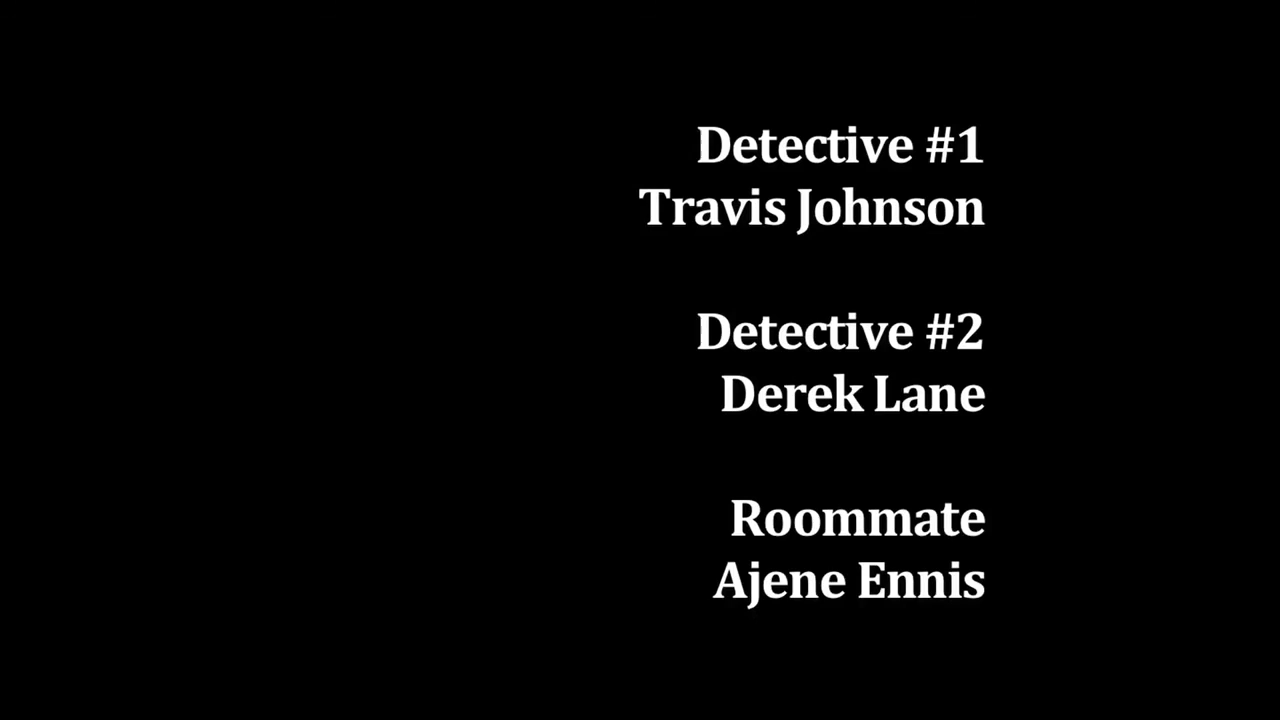 Detective #1
Travis Johnson
Detective #2
Derek Lane
Roommate
Ajene Ennis